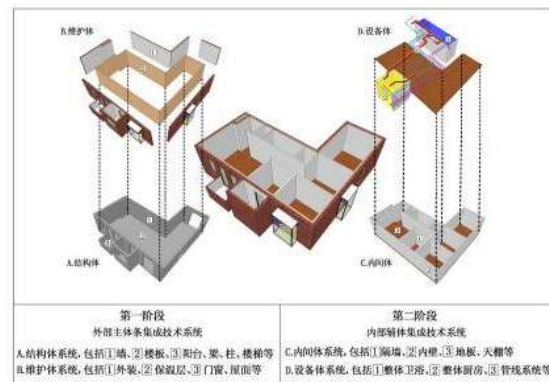 B.维护体
D.设备体
A.结构体
C.内间体
第一阶段
外部主体条集成技术系统
A.结构体系统, 包括①墙、②楼板、③阳台、梁、柱、楼梯等
B.维护体系统, 包括①外装、②保温层、③门窗、屋面等
第二阶段
内部辅体集成技术系统
C.内间体系统, 包括①隔墙、②内壁、③地板、天棚等
D.设备体系统, 包括①整体卫浴、②整体厨房、③管线系统等